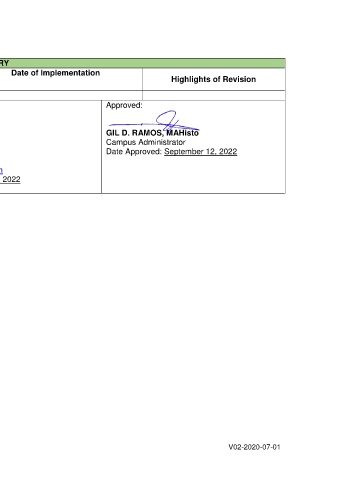 RY
Date of Implementation
Highlights of Revision
Approved:
GIL D. RAMOS, MAHisto
Campus Administrator
Date Approved: September 12, 2022
n
2022
V02-2020-07-01